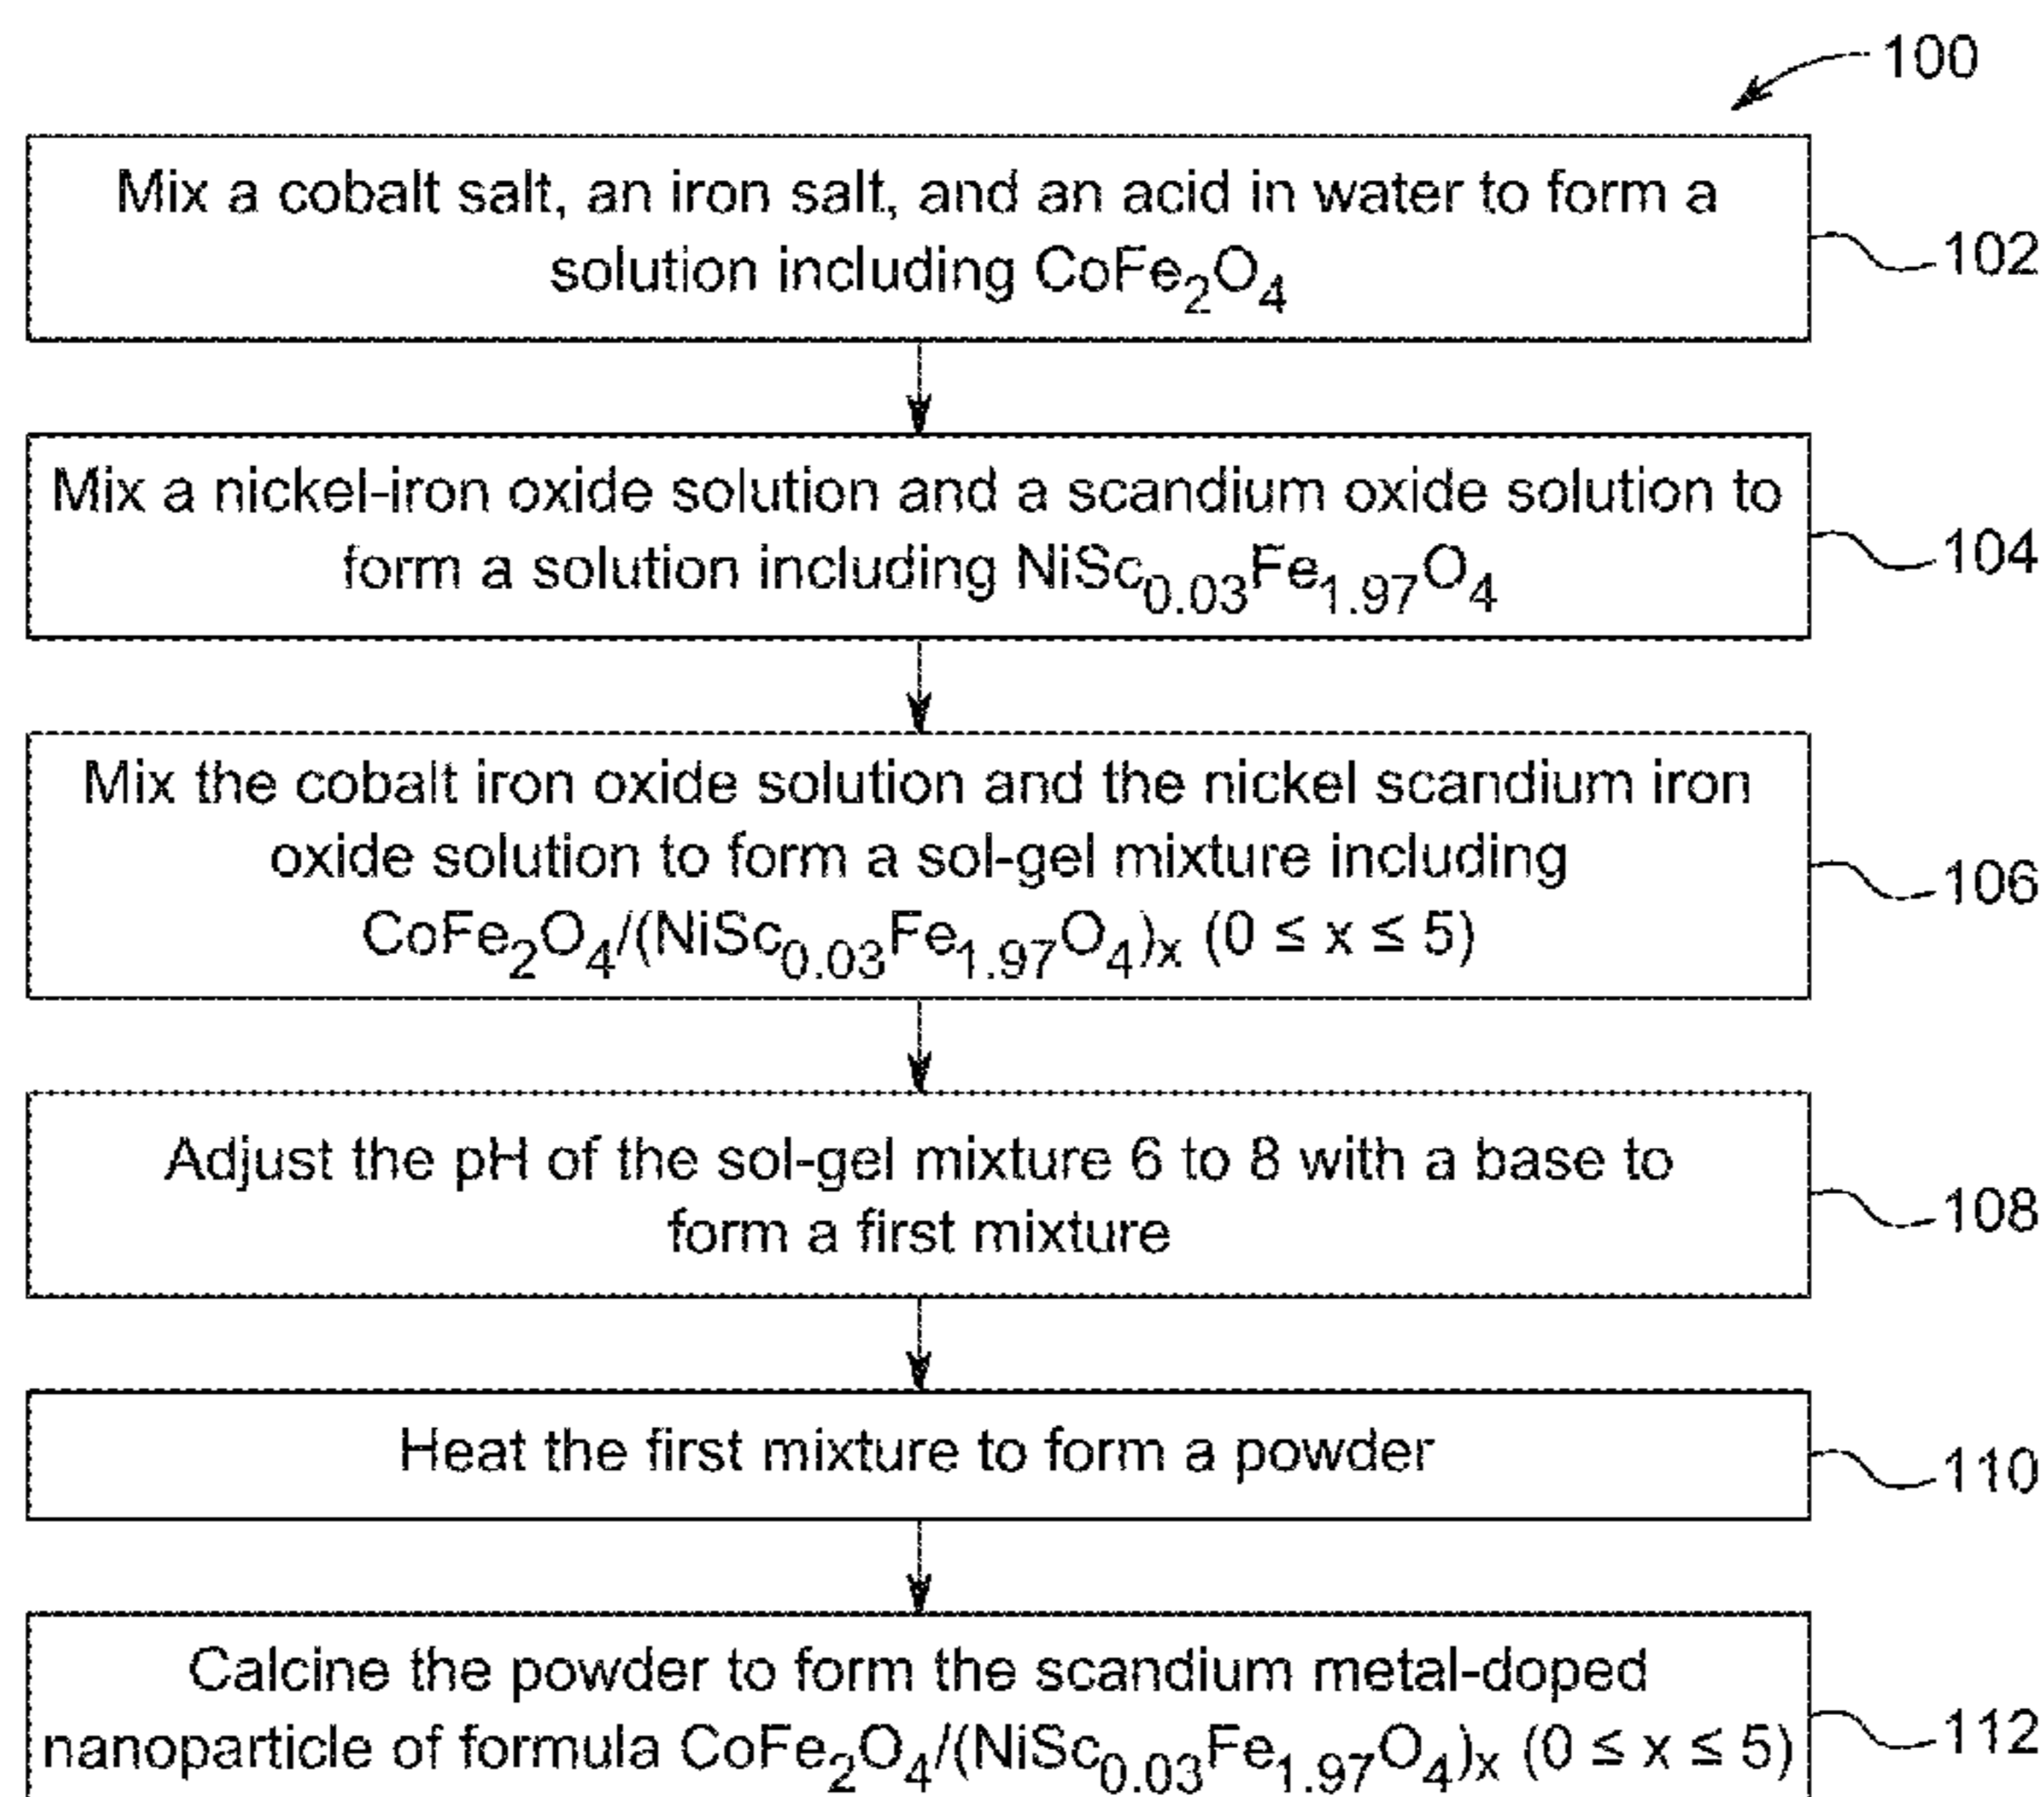 100
Mix a cobalt salt, an iron salt, and an acid in water to form a
solution including CoFe₂O₄
102
Mix a nickel-iron oxide solution and a scandium oxide solution to
form a solution including NiSc₀.₀₃Fe₁.₉₇O₄
104
Mix the cobalt iron oxide solution and the nickel scandium iron
oxide solution to form a sol-gel mixture including
CoFe₂O₄/(NiSc₀.₀₃Fe₁.₉₇O₄)ₓ (0 ≤ x ≤ 5)
106
Adjust the pH of the sol-gel mixture 6 to 8 with a base to
form a first mixture
108
Heat the first mixture to form a powder
110
Calcine the powder to form the scandium metal-doped
nanoparticle of formula CoFe₂O₄/(NiSc₀.₀₃Fe₁.₉₇O₄)ₓ (0 ≤ x ≤ 5)
112